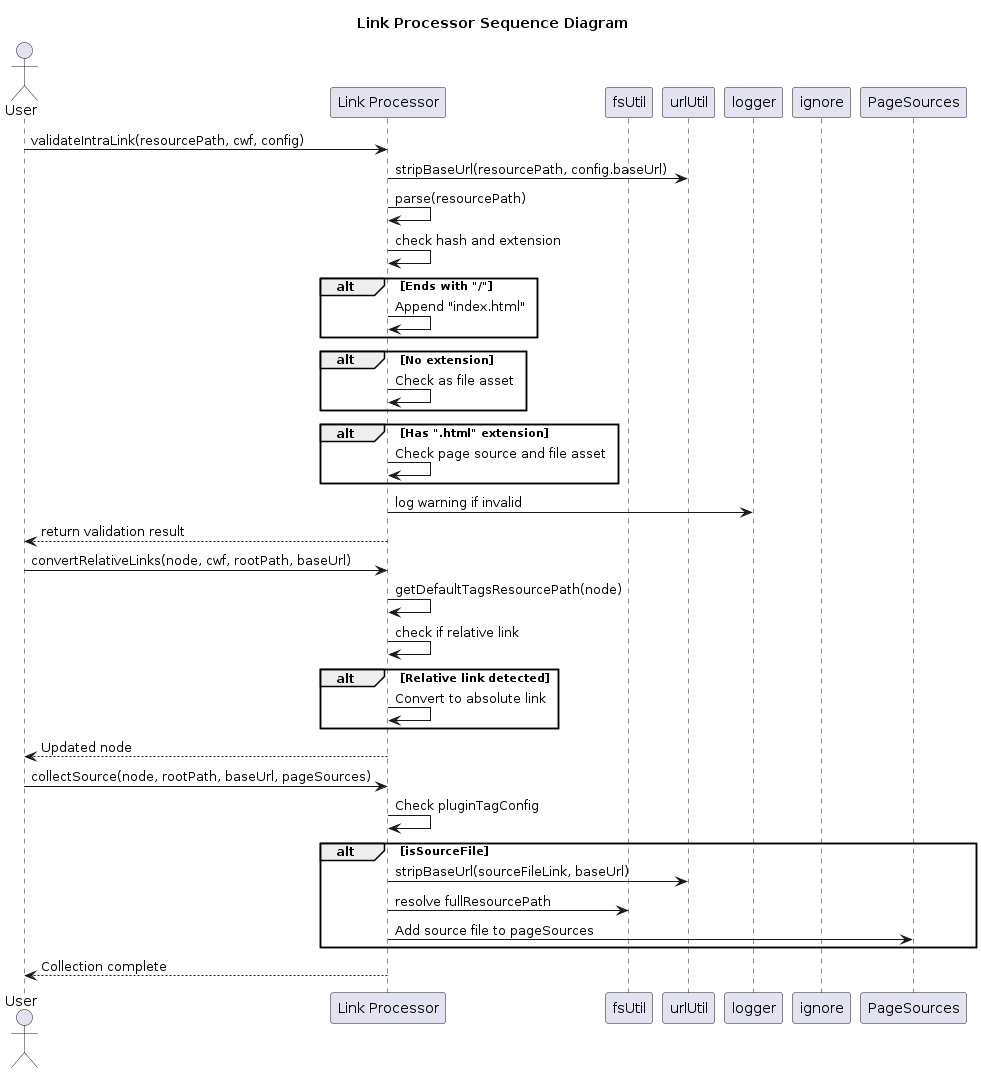 Link Processor Sequence Diagram
User
Link Processor
fsUtil
urlUtil
logger
ignore
PageSources
validateIntraLink(resourcePath, cwf, config)
stripBaseUrl(resourcePath, config.baseUrl)
parse(resourcePath)
check hash and extension
alt [Ends with "/"]
Append "index.html"
alt [No extension]
Check as file asset
alt [Has ".html" extension]
Check page source and file asset
log warning if invalid
return validation result
convertRelativeLinks(node, cwf, rootPath, baseUrl)
getDefaultTagsResourcePath(node)
check if relative link
alt [Relative link detected]
Convert to absolute link
Updated node
collectSource(node, rootPath, baseUrl, pageSources)
Check pluginTagConfig
alt [isSourceFile]
stripBaseUrl(sourceFileLink, baseUrl)
resolve fullResourcePath
Add source file to pageSources
Collection complete
User
Link Processor
fsUtil
urlUtil
logger
ignore
PageSources